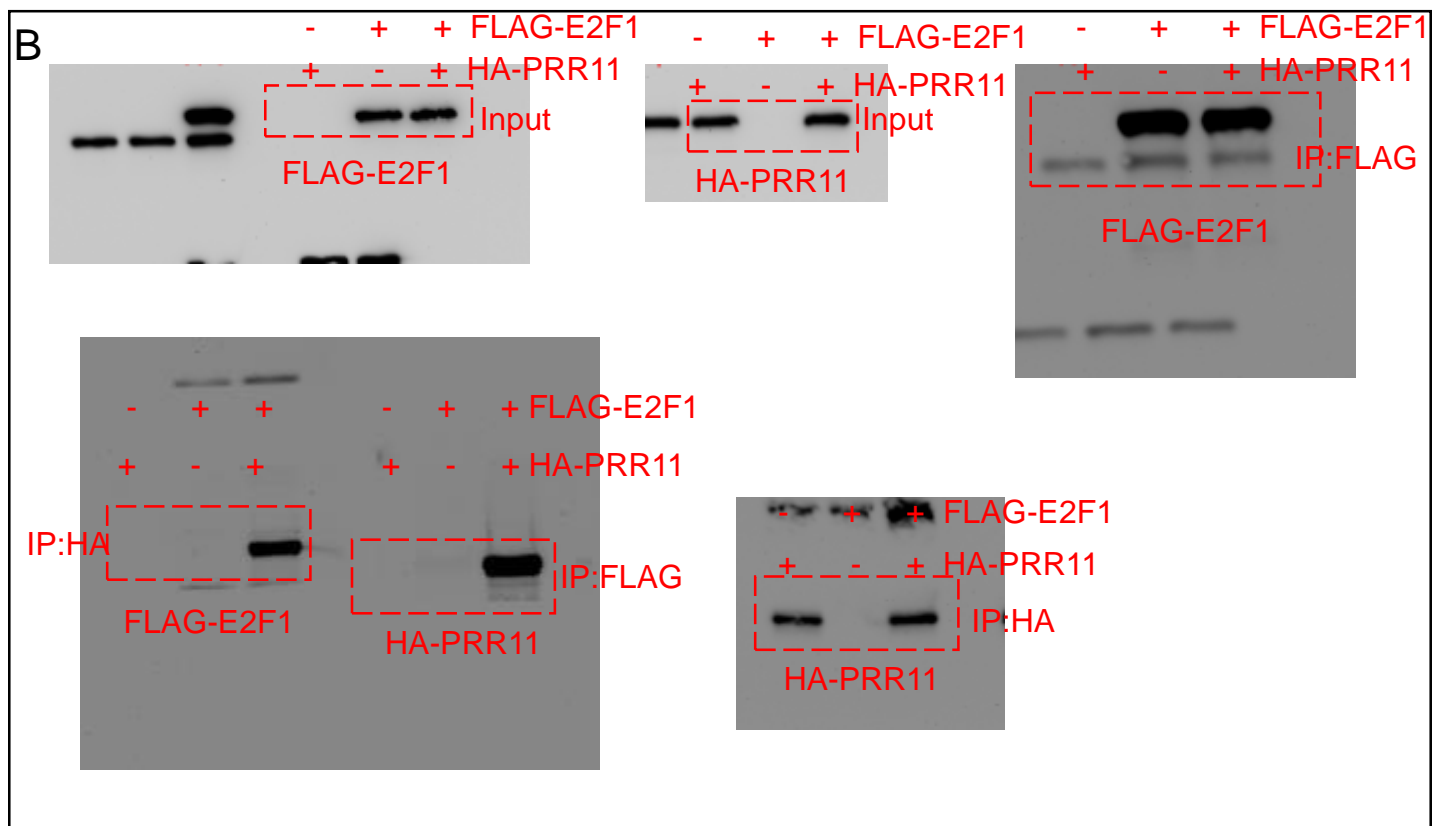 B
- + + FLAG-E2F1
+ - + HA-PRR11
Input
FLAG-E2F1
- + + FLAG-E2F1
+ - + HA-PRR11
Input
HA-PRR11
- + + FLAG-E2F1
+ - + HA-PRR11
IP:FLAG
FLAG-E2F1
- + + - + + FLAG-E2F1
+ - + + - + HA-PRR11
IP:HA
IP:FLAG
FLAG-E2F1
HA-PRR11
- + + FLAG-E2F1
+ - + HA-PRR11
IP:HA
HA-PRR11